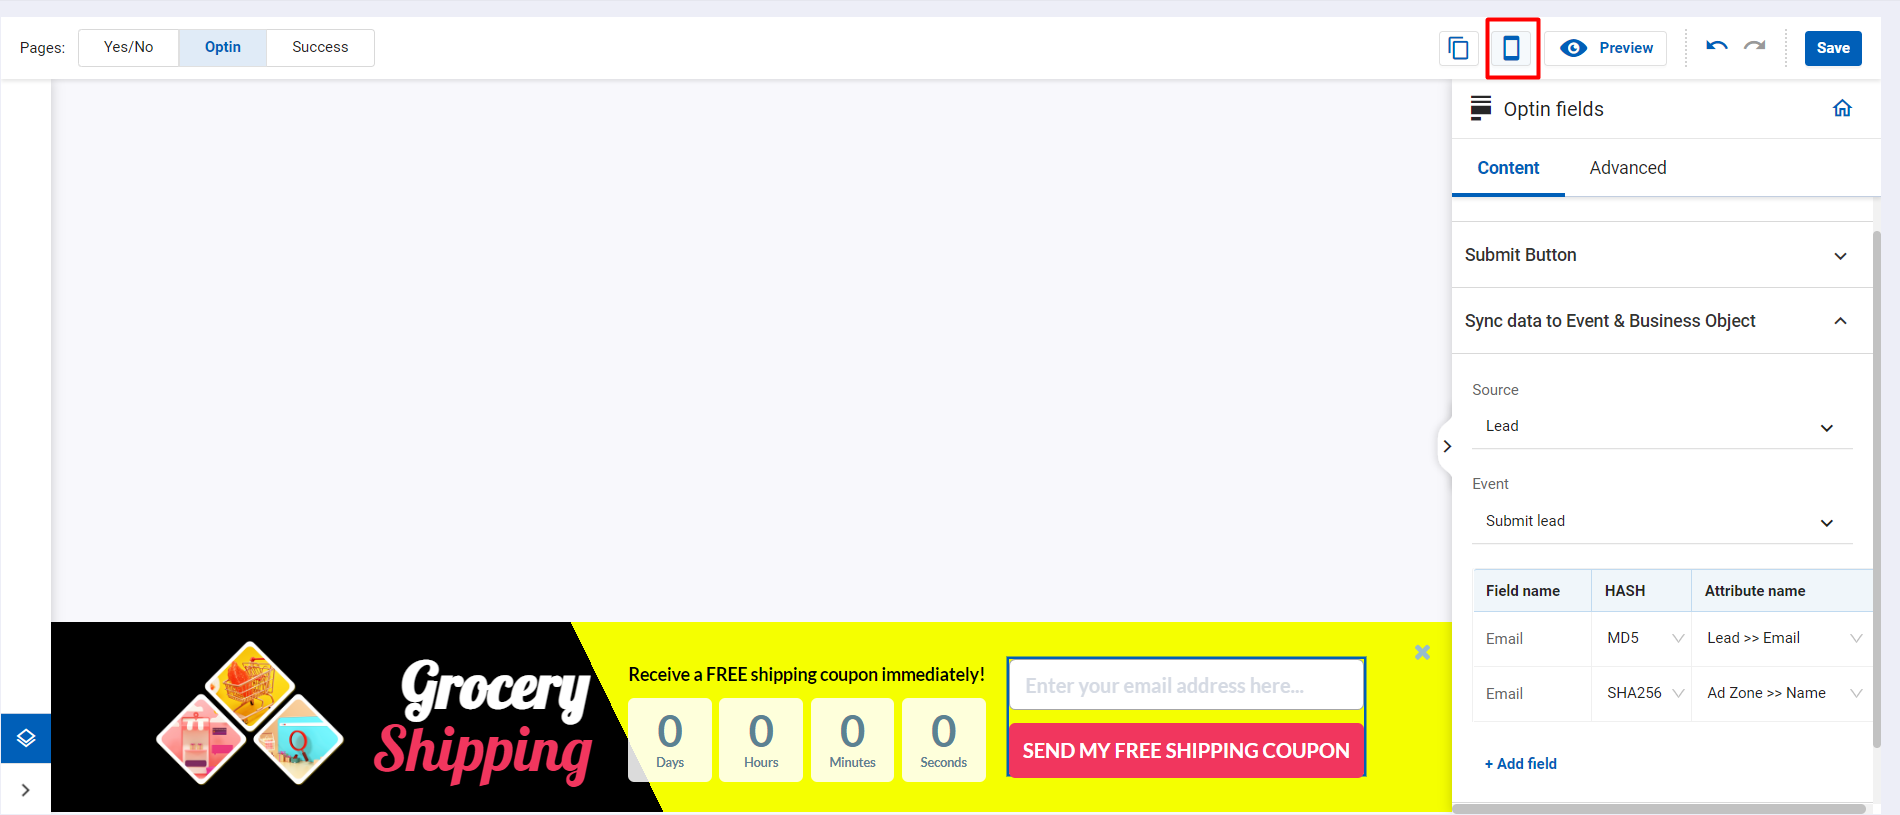 Pages:
Yes/No
Optin
Success
Preview
Save
Optin fields
Content
Advanced
Submit Button
Sync data to Event & Business Object
Source
Lead
Event
Submit lead
Field name HASH Attribute name
Email MD5 Lead >> Email
Email SHA256 Ad Zone >> Name
+ Add field
Grocery
Shipping
Receive a FREE shipping coupon immediately!
0 0 0 0
Days Hours Minutes Seconds
Enter your email address here...
SEND MY FREE SHIPPING COUPON